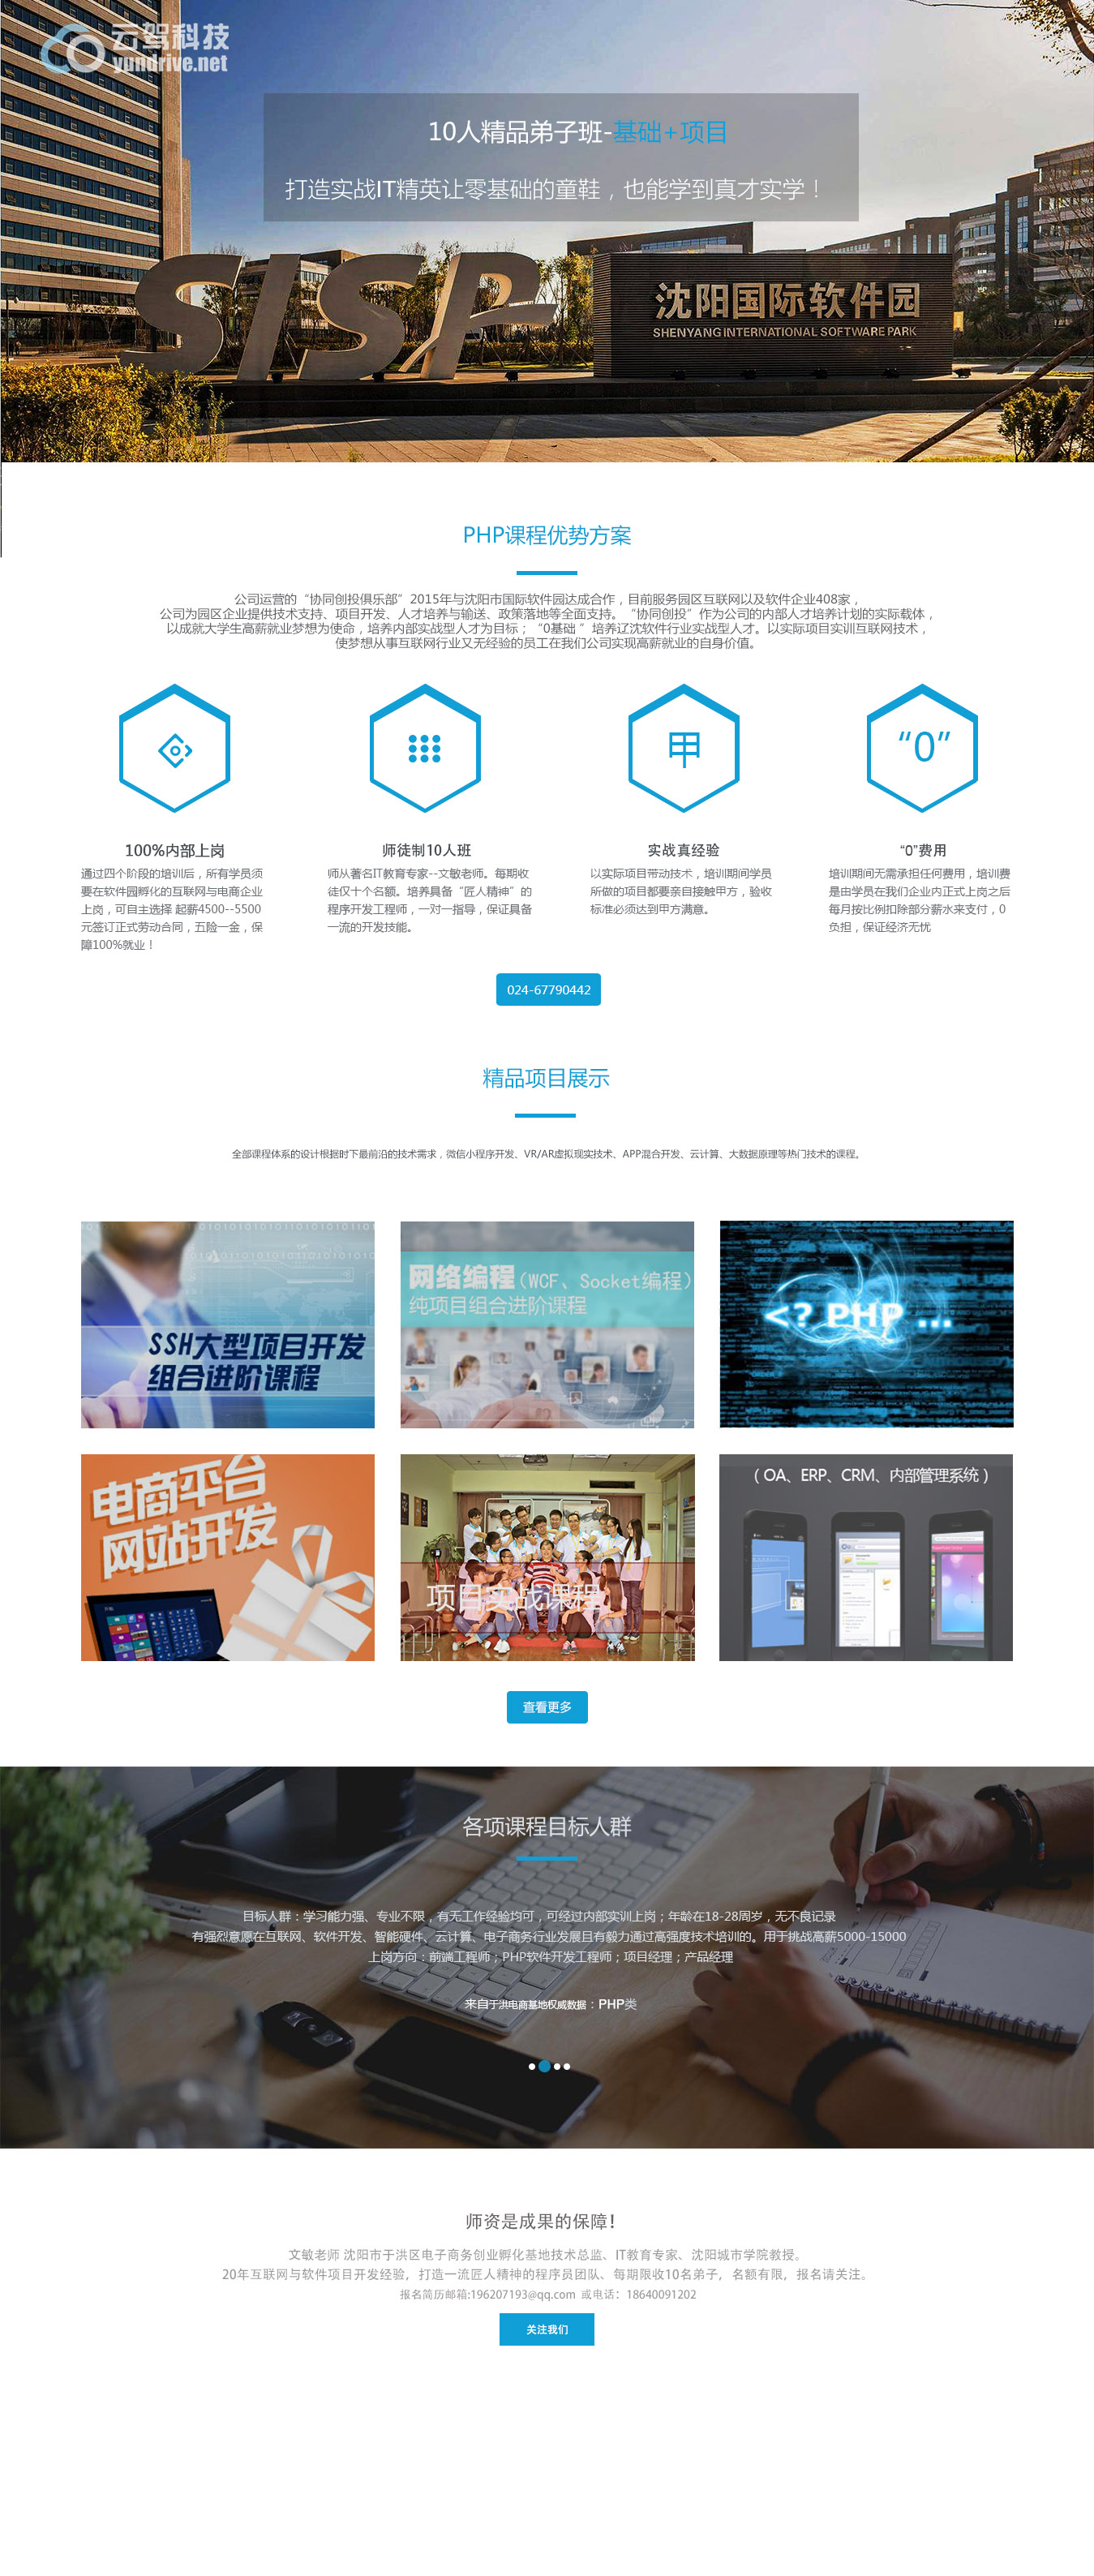 云驾科技
yundrive.net
10人精品弟子班-基础+项目
打造实战IT精英让零基础的童鞋，也能学到真才实学！
SISP
沈阳国际软件园
SHENYANG INTERNATIONAL SOFTWARE PARK
PHP课程优势方案
公司运营的“协同创投俱乐部”2015年与沈阳市国际软件园达成合作，目前服务园区互联网以及软件企业408家，
公司为园区企业提供技术支持、项目开发、人才培养与输送、政策落地等全面支持。“协同创投”作为公司的内部人才培养计划的实际载体，
以成就大学生高薪就业梦想为使命，培养内部实战型人才为目标；“0基础 ”培养辽沈软件行业实战型人才。以实际项目实训互联网技术，
使梦想从事互联网行业又无经验的员工在我们公司实现高薪就业的自身价值。
甲
“0”
100%内部上岗
通过四个阶段的培训后，所有学员须
要在软件园孵化的互联网与电商企业
上岗，可自主选择 起薪4500--5500
元签订正式劳动合同，五险一金，保
障100%就业！
师徒制10人班
师从著名IT教育专家--文敏老师。每期收
徒仅十个名额。培养具备“匠人精神”的
程序开发工程师，一对一指导，保证具备
一流的开发技能。
实战真经验
以实际项目带动技术，培训期间学员
所做的项目都要亲自接触甲方，验收
标准必须达到甲方满意。
“0”费用
培训期间无需承担任何费用，培训费
是由学员在我们企业内正式上岗之后
每月按比例扣除部分薪水来支付，0
负担，保证经济无忧
024-67790442
精品项目展示
全部课程体系的设计根据时下最前沿的技术需求，微信小程序开发、VR/AR虚拟现实技术、APP混合开发、云计算、大数据原理等热门技术的课程。
SSH大型项目开发
组合进阶课程
网络编程（WCF、Socket编程）
纯项目组合进阶课程
<? PHP ...
电商平台
网站开发
项目实战课程
（OA、ERP、CRM、内部管理系统）
查看更多
各项课程目标人群
目标人群：学习能力强、专业不限，有无工作经验均可，可经过内部实训上岗；年龄在18-28周岁，无不良记录
有强烈意愿在互联网、软件开发、智能硬件、云计算、电子商务行业发展且有毅力通过高强度技术培训的。用于挑战高薪5000-15000
上岗方向：前端工程师；PHP软件开发工程师；项目经理；产品经理
来自于洪电商基地权威数据：PHP类
师资是成果的保障！
文敏老师 沈阳市于洪区电子商务创业孵化基地技术总监、IT教育专家、沈阳城市学院教授。
20年互联网与软件项目开发经验，打造一流匠人精神的程序员团队、每期限收10名弟子，名额有限，报名请关注。
报名简历邮箱:196207193@qq.com 或电话：18640091202
关注我们